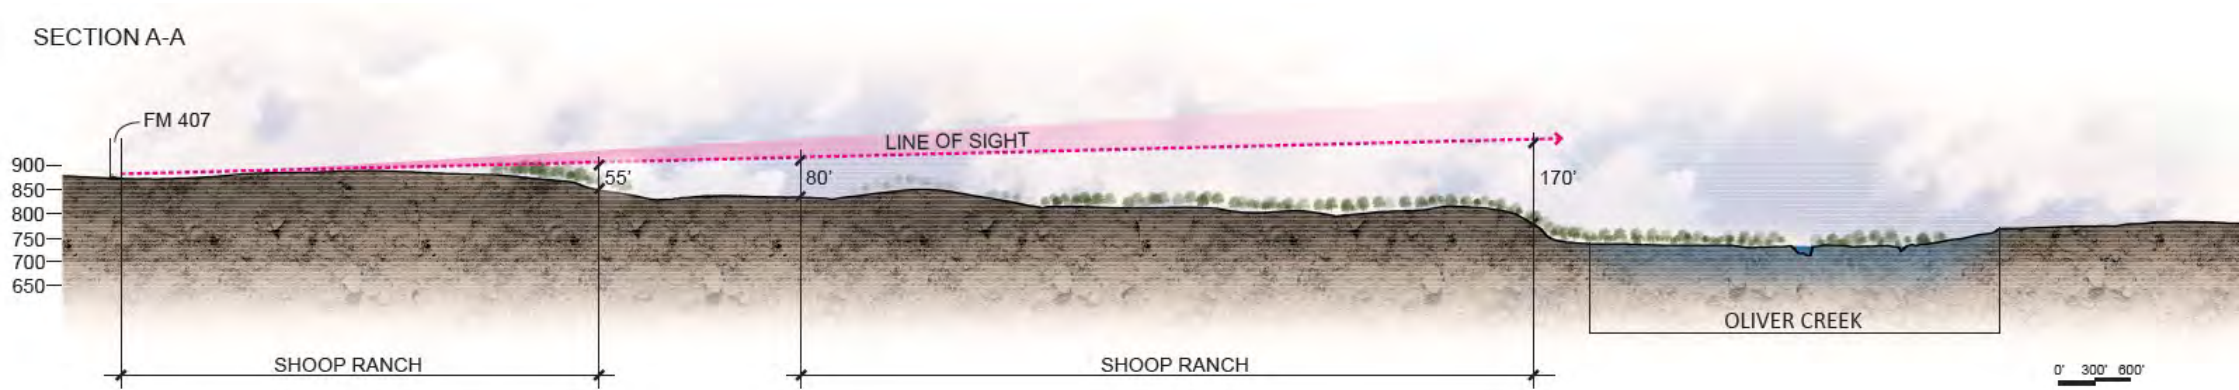 SECTION A-A
FM 407
LINE OF SIGHT
900
850
800
750
700
650
55'
80'
170'
OLIVER CREEK
SHOOP RANCH
SHOOP RANCH
0' 300' 600'